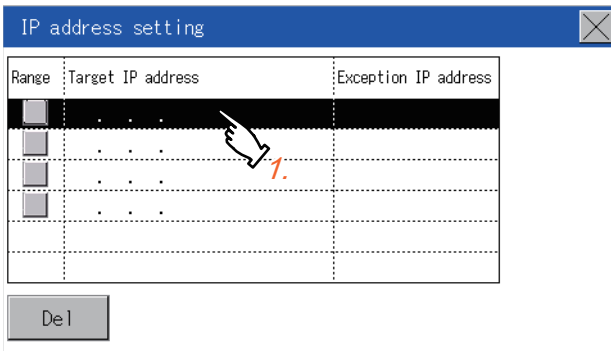 IP address setting
Range Target IP address Exception IP address
. . .
. . .
. . .
. . .
1.
Del